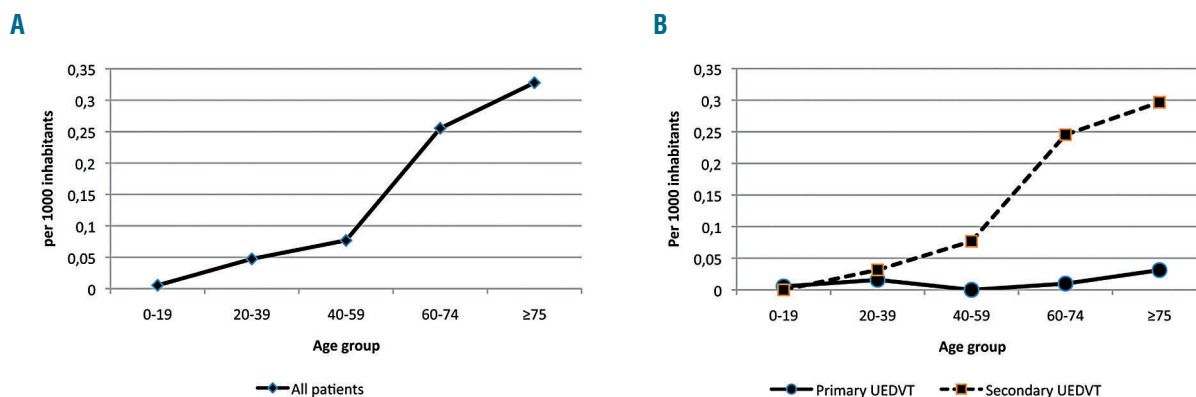 A
per 1000 inhabitants
0,35
0,3
0,25
0,2
0,15
0,1
0,05
0
0-19
20-39
40-59
60-74
≥75
Age group
All patients
B
Per 1000 inhabitants
0,35
0,3
0,25
0,2
0,15
0,1
0,05
0
0-19
20-39
40-59
60-74
≥75
Age group
Primary UEDVT
Secondary UEDVT